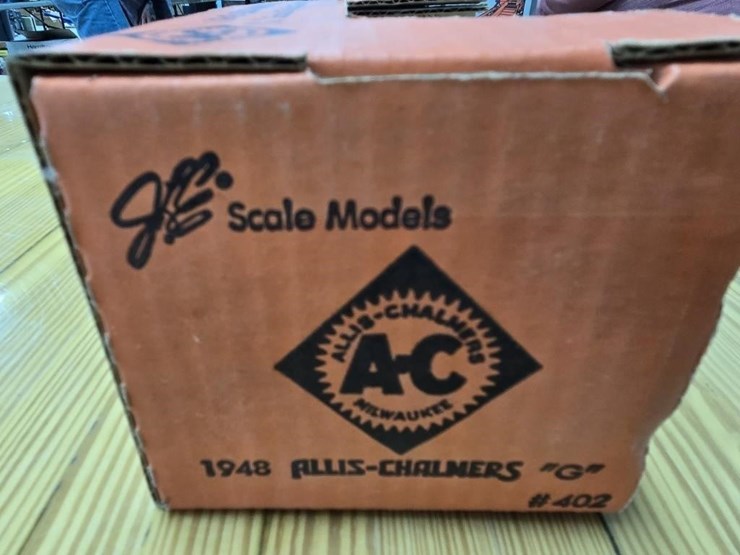 JLE. Scale Models
ALLIS-CHALMERS
A-C
MILWAUKEE
1948 ALLIS-CHALMERS "G"
#402